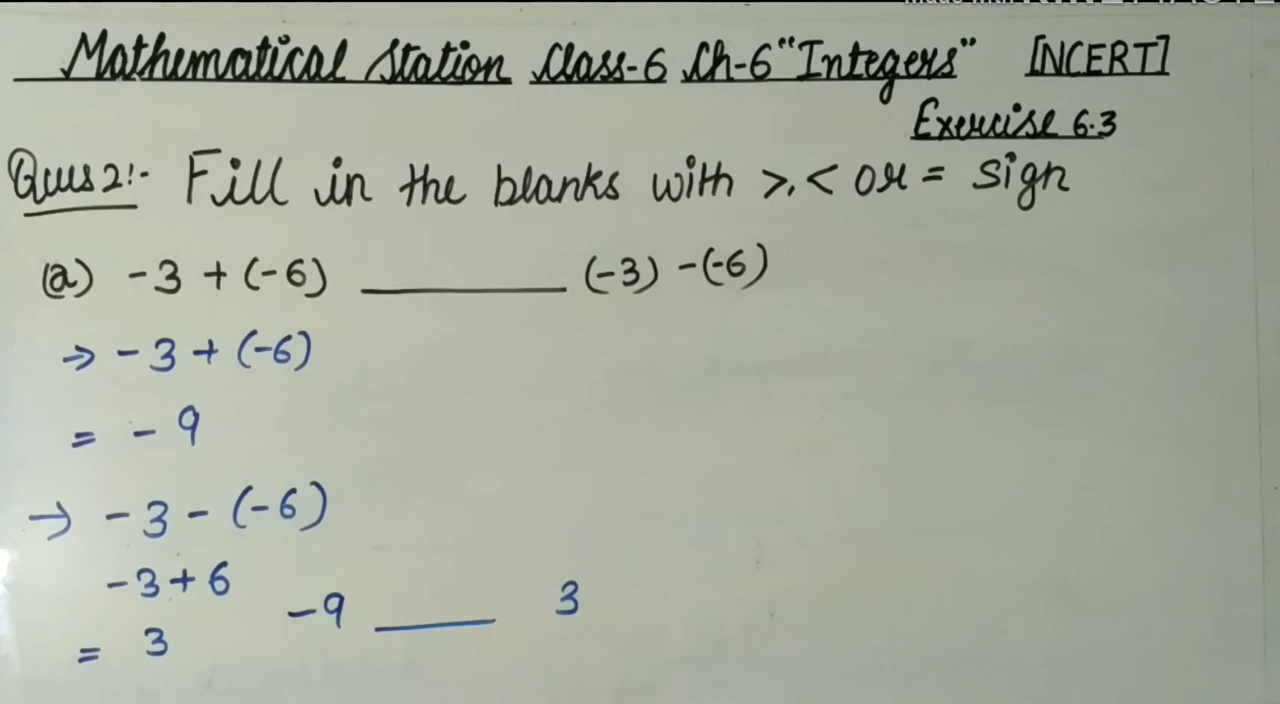 Mathematical Station Class-6 Ch-6 "Integers" [NCERT]
Exercise 6.3
Ques 2:- Fill in the blanks with >, < or = sign
(a) -3 + (-6) ________ (-3) -(-6)
→ -3 + (-6)
= -9
→ -3 - (-6)
-3+6
-9 ____ 3
= 3